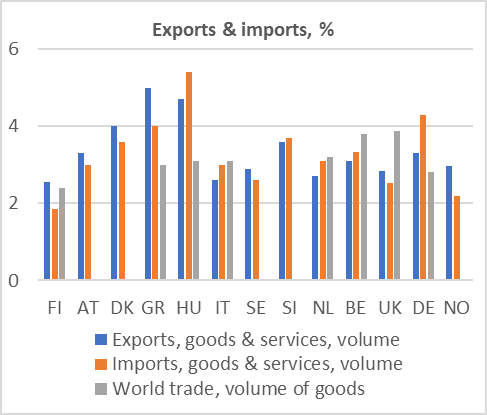 Exports & imports, %
6
4
2
0
FI AT DK GR HU IT SE SI NL BE UK DE NO
Exports, goods & services, volume
Imports, goods & services, volume
World trade, volume of goods